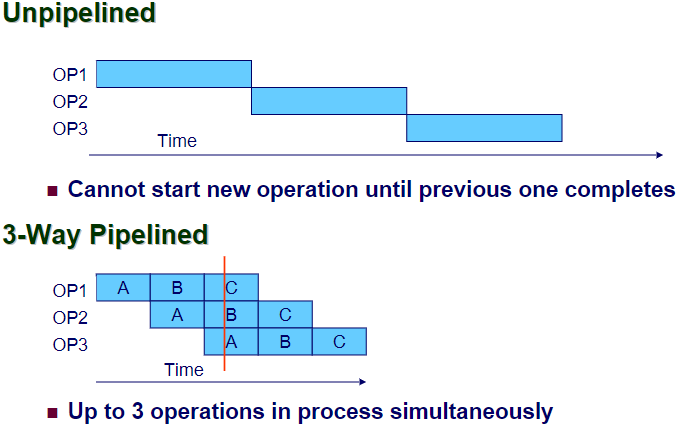 Unpipelined
OP1
OP2
OP3
Time
Cannot start new operation until previous one completes
3-Way Pipelined
OP1 A B C
OP2 A B C
OP3 A B C
Time
Up to 3 operations in process simultaneously